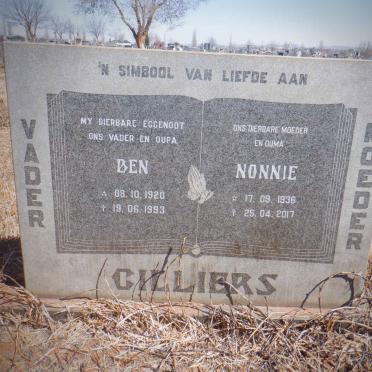 'N SIMBOOL VAN LIEFDE AAN
VADER
MY DIERBARE EGGENOOT
ONS VADER EN OUPA
BEN
* 08.10.1920
† 19.06.1993
ONS DIERBARE MOEDER
EN OUMA
NONNIE
* 17.09.1936
† 25.04.2017
MOEDER
CILLIERS